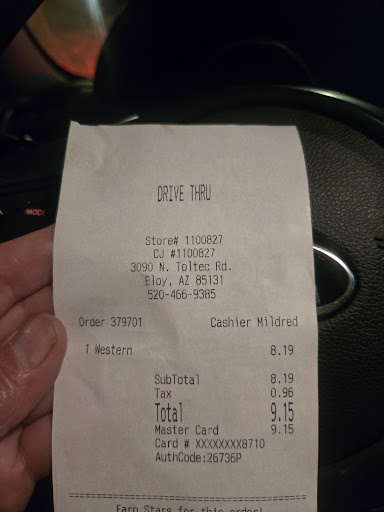 DRIVE THRU
Store# 1100827
CJ #1100827
3090 N. Toltec Rd.
Eloy, AZ 85131
520-466-9385
Order 379701 Cashier Mildred
1 Western 8.19
SubTotal 8.19
Tax 0.96
Total 9.15
Master Card 9.15
Card # XXXXXXXX8710
AuthCode:26736P
Earn Stars for this order!
MODE